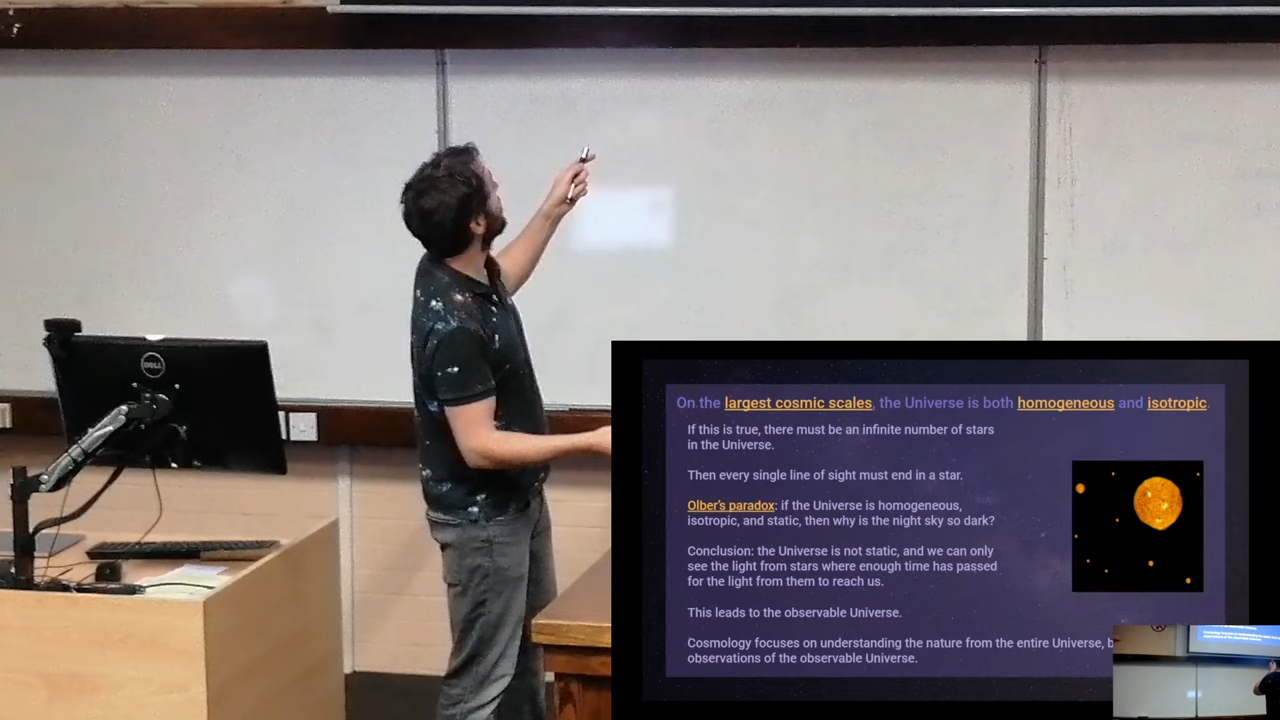 DELL
On the largest cosmic scales, the Universe is both homogeneous and isotropic.
If this is true, there must be an infinite number of stars
in the Universe.
Then every single line of sight must end in a star.
Olber's paradox: if the Universe is homogeneous,
isotropic, and static, then why is the night sky so dark?
Conclusion: the Universe is not static, and we can only
see the light from stars where enough time has passed
for the light from them to reach us.
This leads to the observable Universe.
Cosmology focuses on understanding the nature from the entire Universe,
observations of the observable Universe.